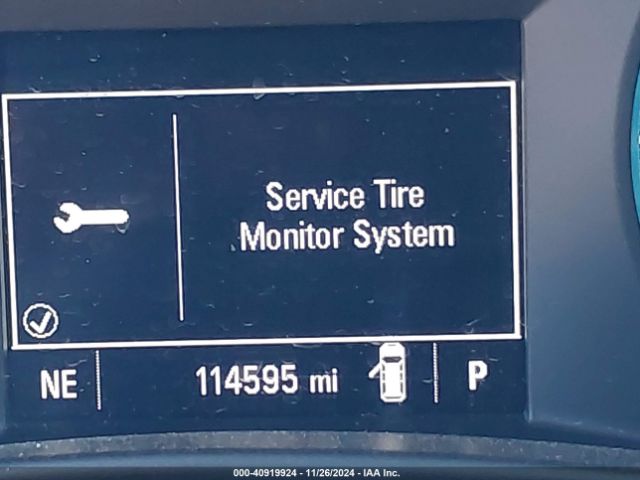 Service Tire
Monitor System
NE 114595 mi P
000-40919924 - 11/26/2024 - IAA Inc.